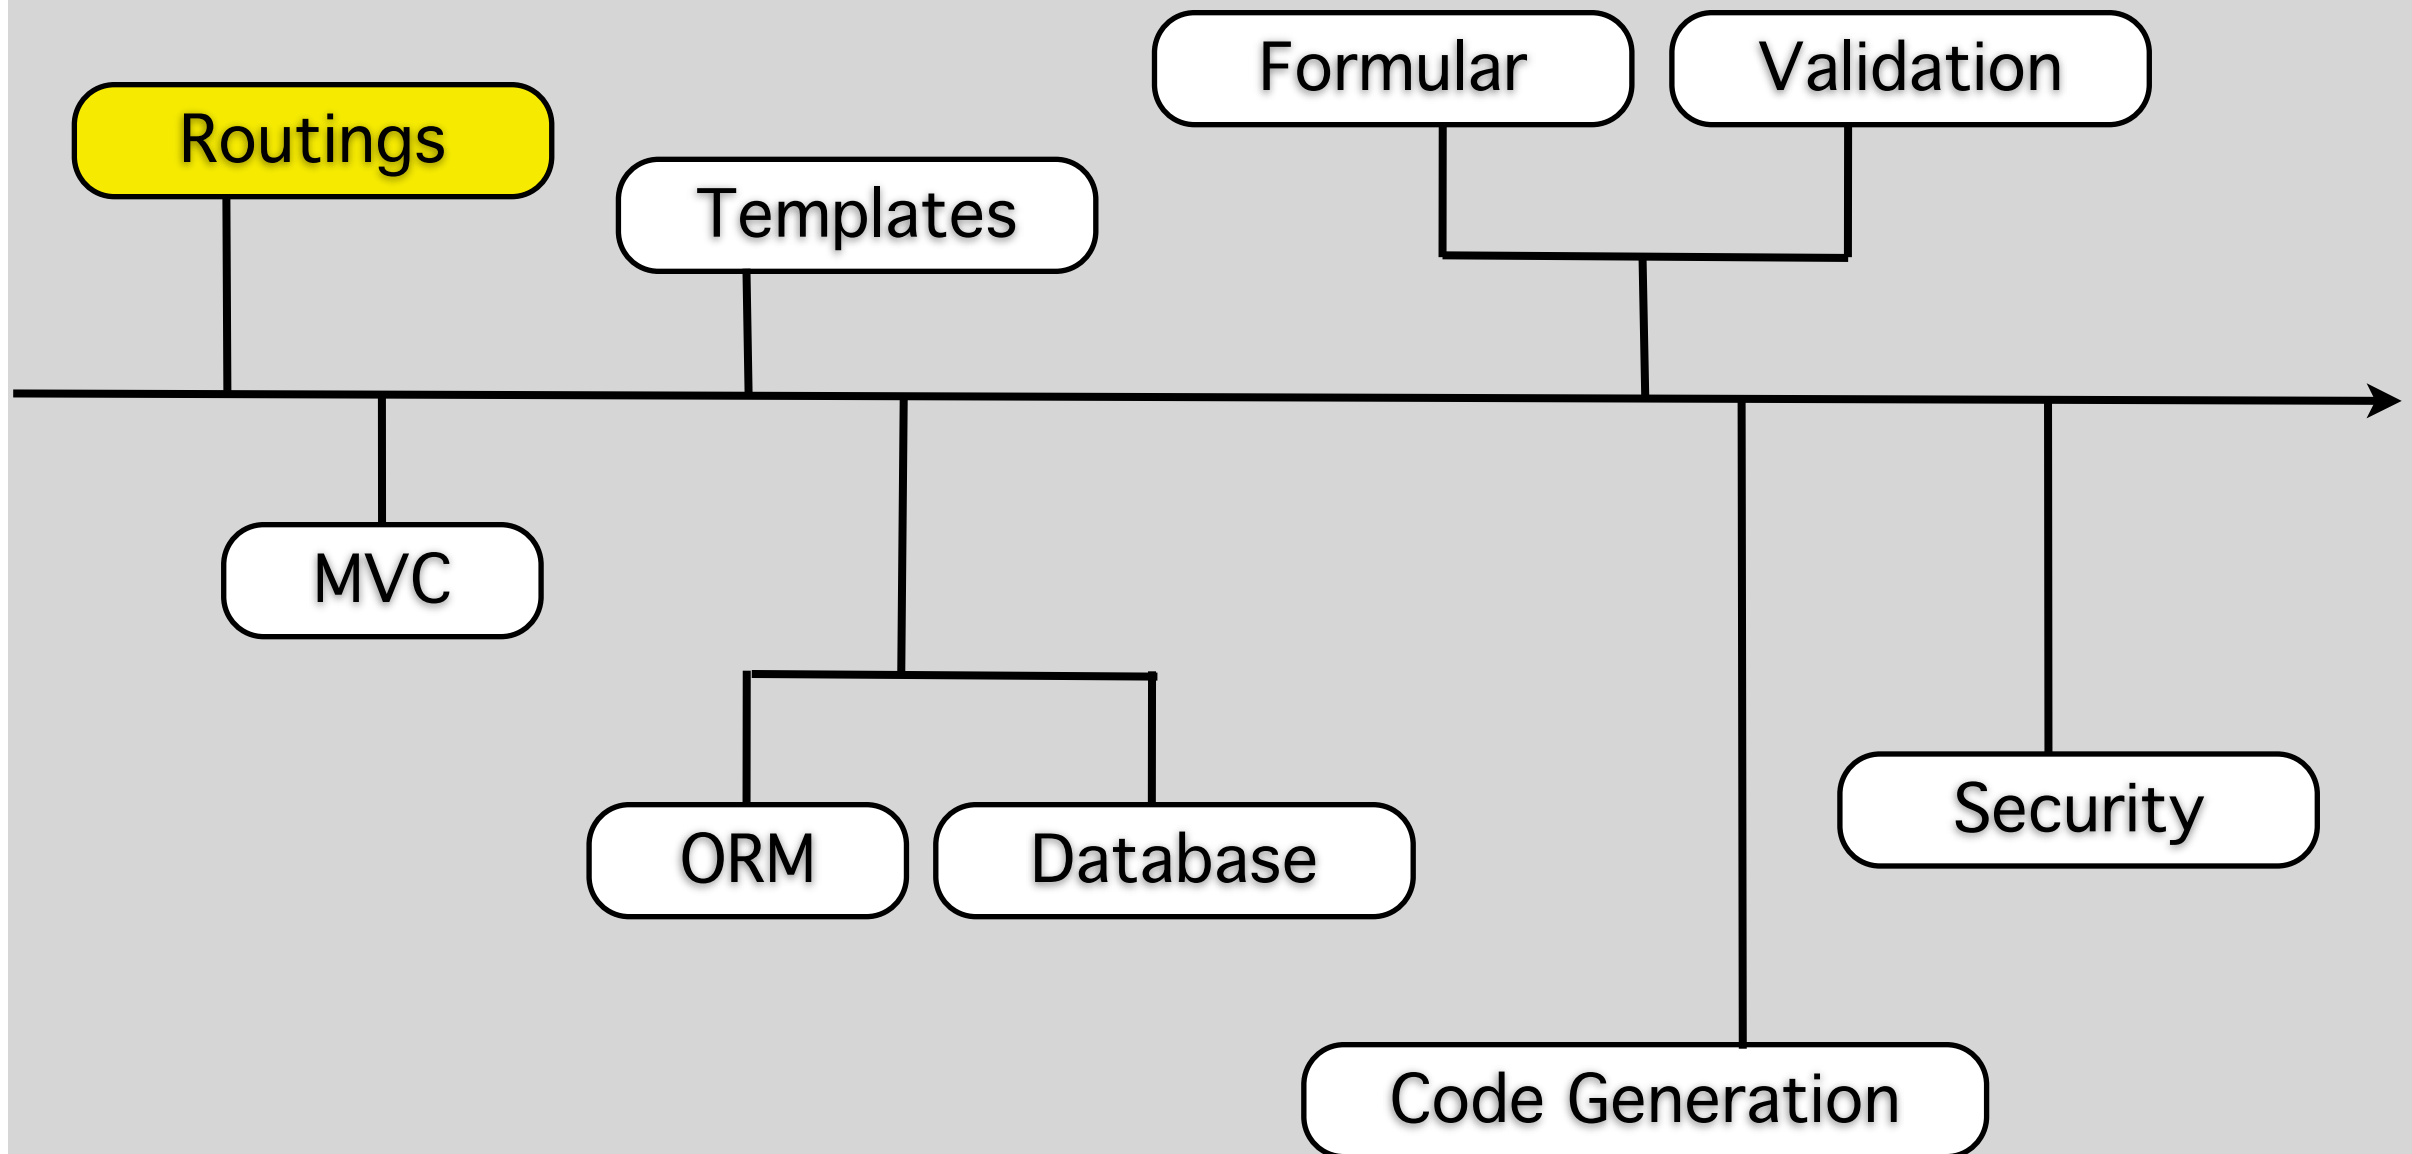 Formular
Validation
Routings
Templates
MVC
Security
ORM
Database
Code Generation